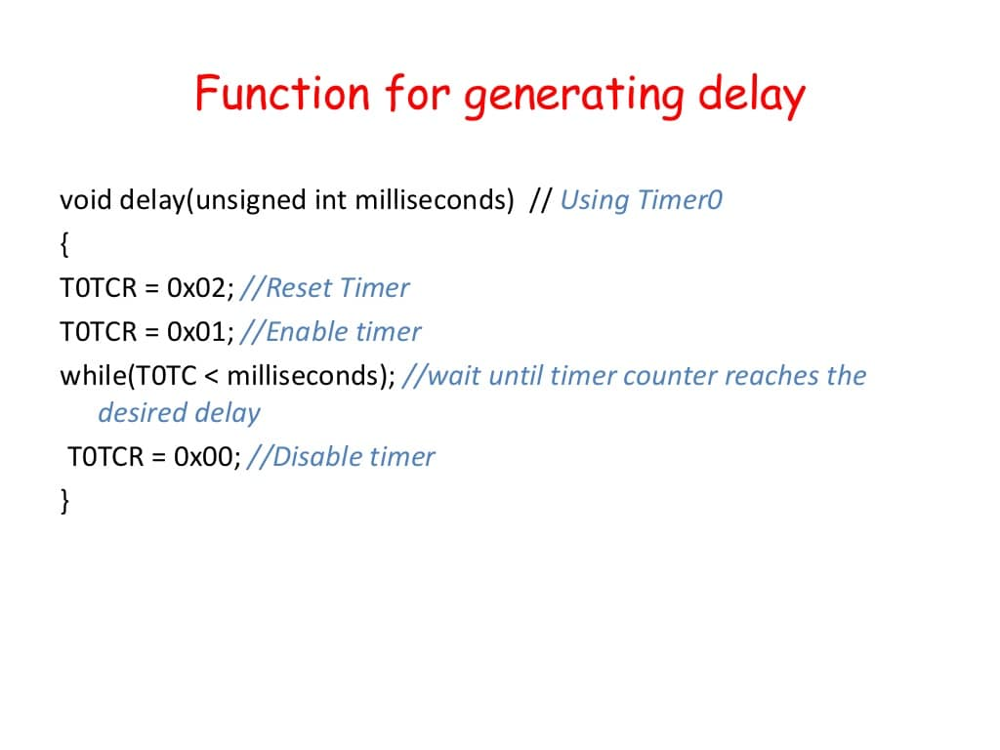 Function for generating delay
void delay(unsigned int milliseconds)  // Using Timer0
{
T0TCR = 0x02; //Reset Timer
T0TCR = 0x01; //Enable timer
while(T0TC < milliseconds); //wait until timer counter reaches the
desired delay
T0TCR = 0x00; //Disable timer
}